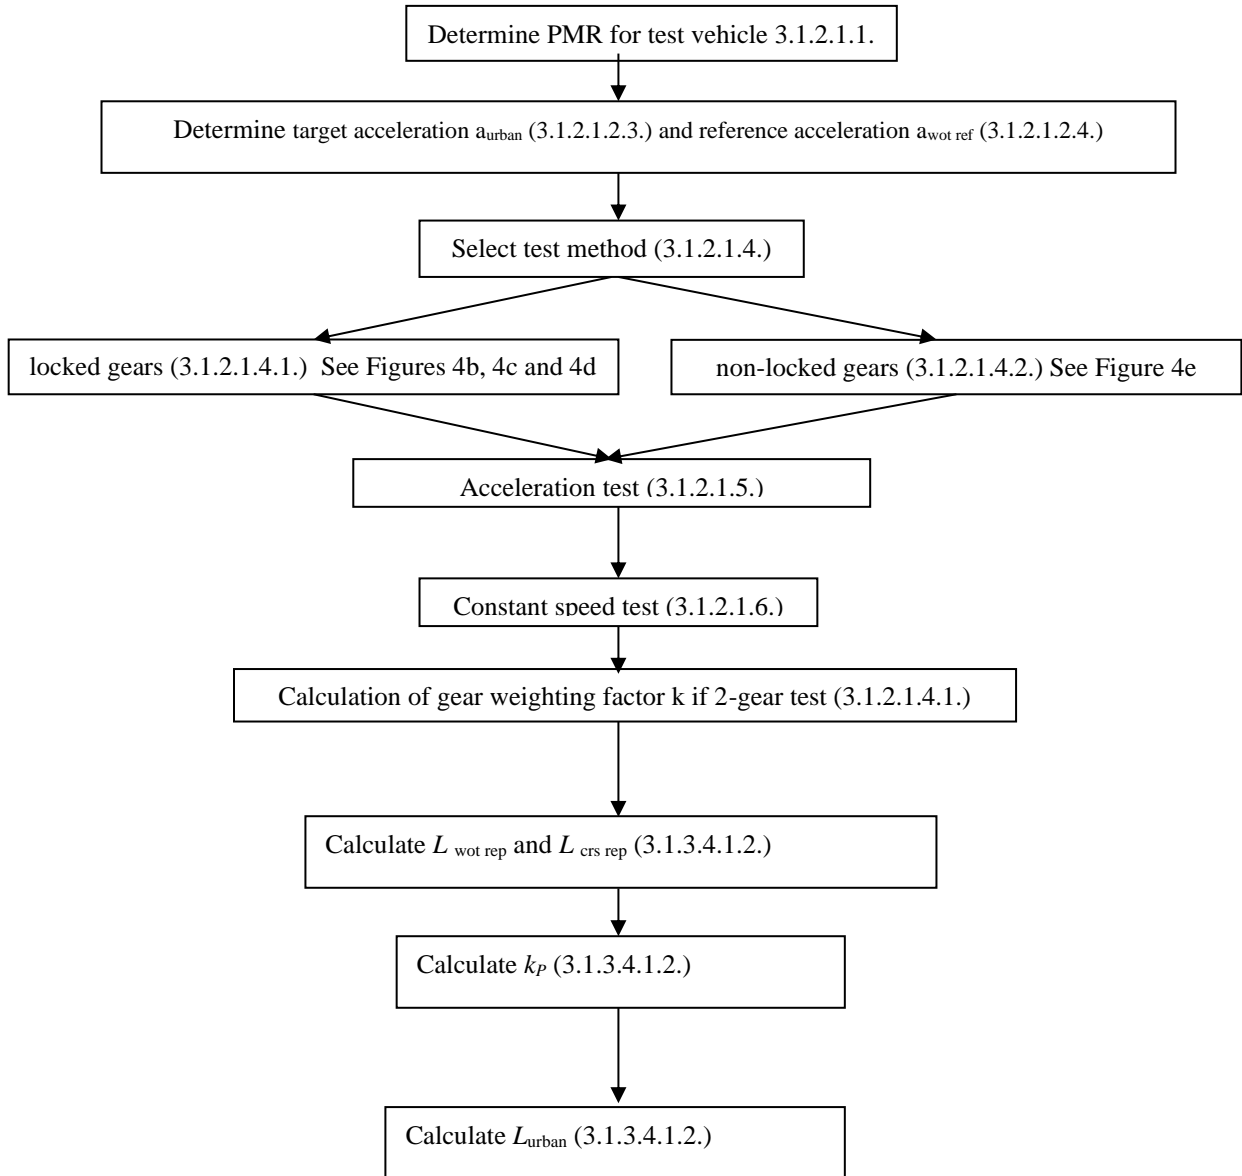 Determine PMR for test vehicle 3.1.2.1.1.
Determine target acceleration aurban (3.1.2.1.2.3.) and reference acceleration awot ref (3.1.2.1.2.4.)
Select test method (3.1.2.1.4.)
locked gears (3.1.2.1.4.1.) See Figures 4b, 4c and 4d
non-locked gears (3.1.2.1.4.2.) See Figure 4e
Acceleration test (3.1.2.1.5.)
Constant speed test (3.1.2.1.6.)
Calculation of gear weighting factor k if 2-gear test (3.1.2.1.4.1.)
Calculate L wot rep and L crs rep (3.1.3.4.1.2.)
Calculate kP (3.1.3.4.1.2.)
Calculate Lurban (3.1.3.4.1.2.)